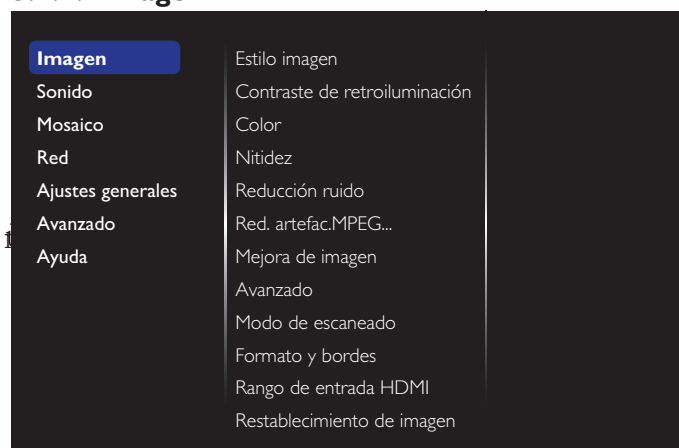 Imagen
Sonido
Mosaico
Red
Ajustes generales
Avanzado
Ayuda
Estilo imagen
Contraste de retroiluminación
Color
Nitidez
Reducción ruido
Red. artefac.MPEG...
Mejora de imagen
Avanzado
Modo de escaneado
Formato y bordes
Rango de entrada HDMI
Restablecimiento de imagen